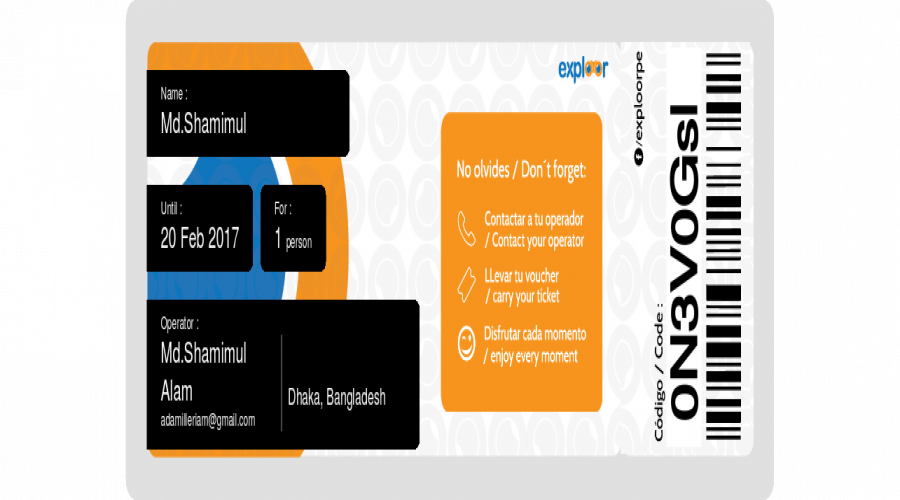 Name :
Md.Shamimul
Until :
20 Feb 2017
For :
1 person
Operator :
Md.Shamimul
Alam
adamilleriam@gmail.com
Dhaka, Bangladesh
exploor
No olvides / Don´t forget:
Contactar a tu operador
/ Contact your operator
LLevar tu voucher
/ carry your ticket
Disfrutar cada momento
/ enjoy every moment
/exploorpe
Código / Code :
0N3V0Gsl